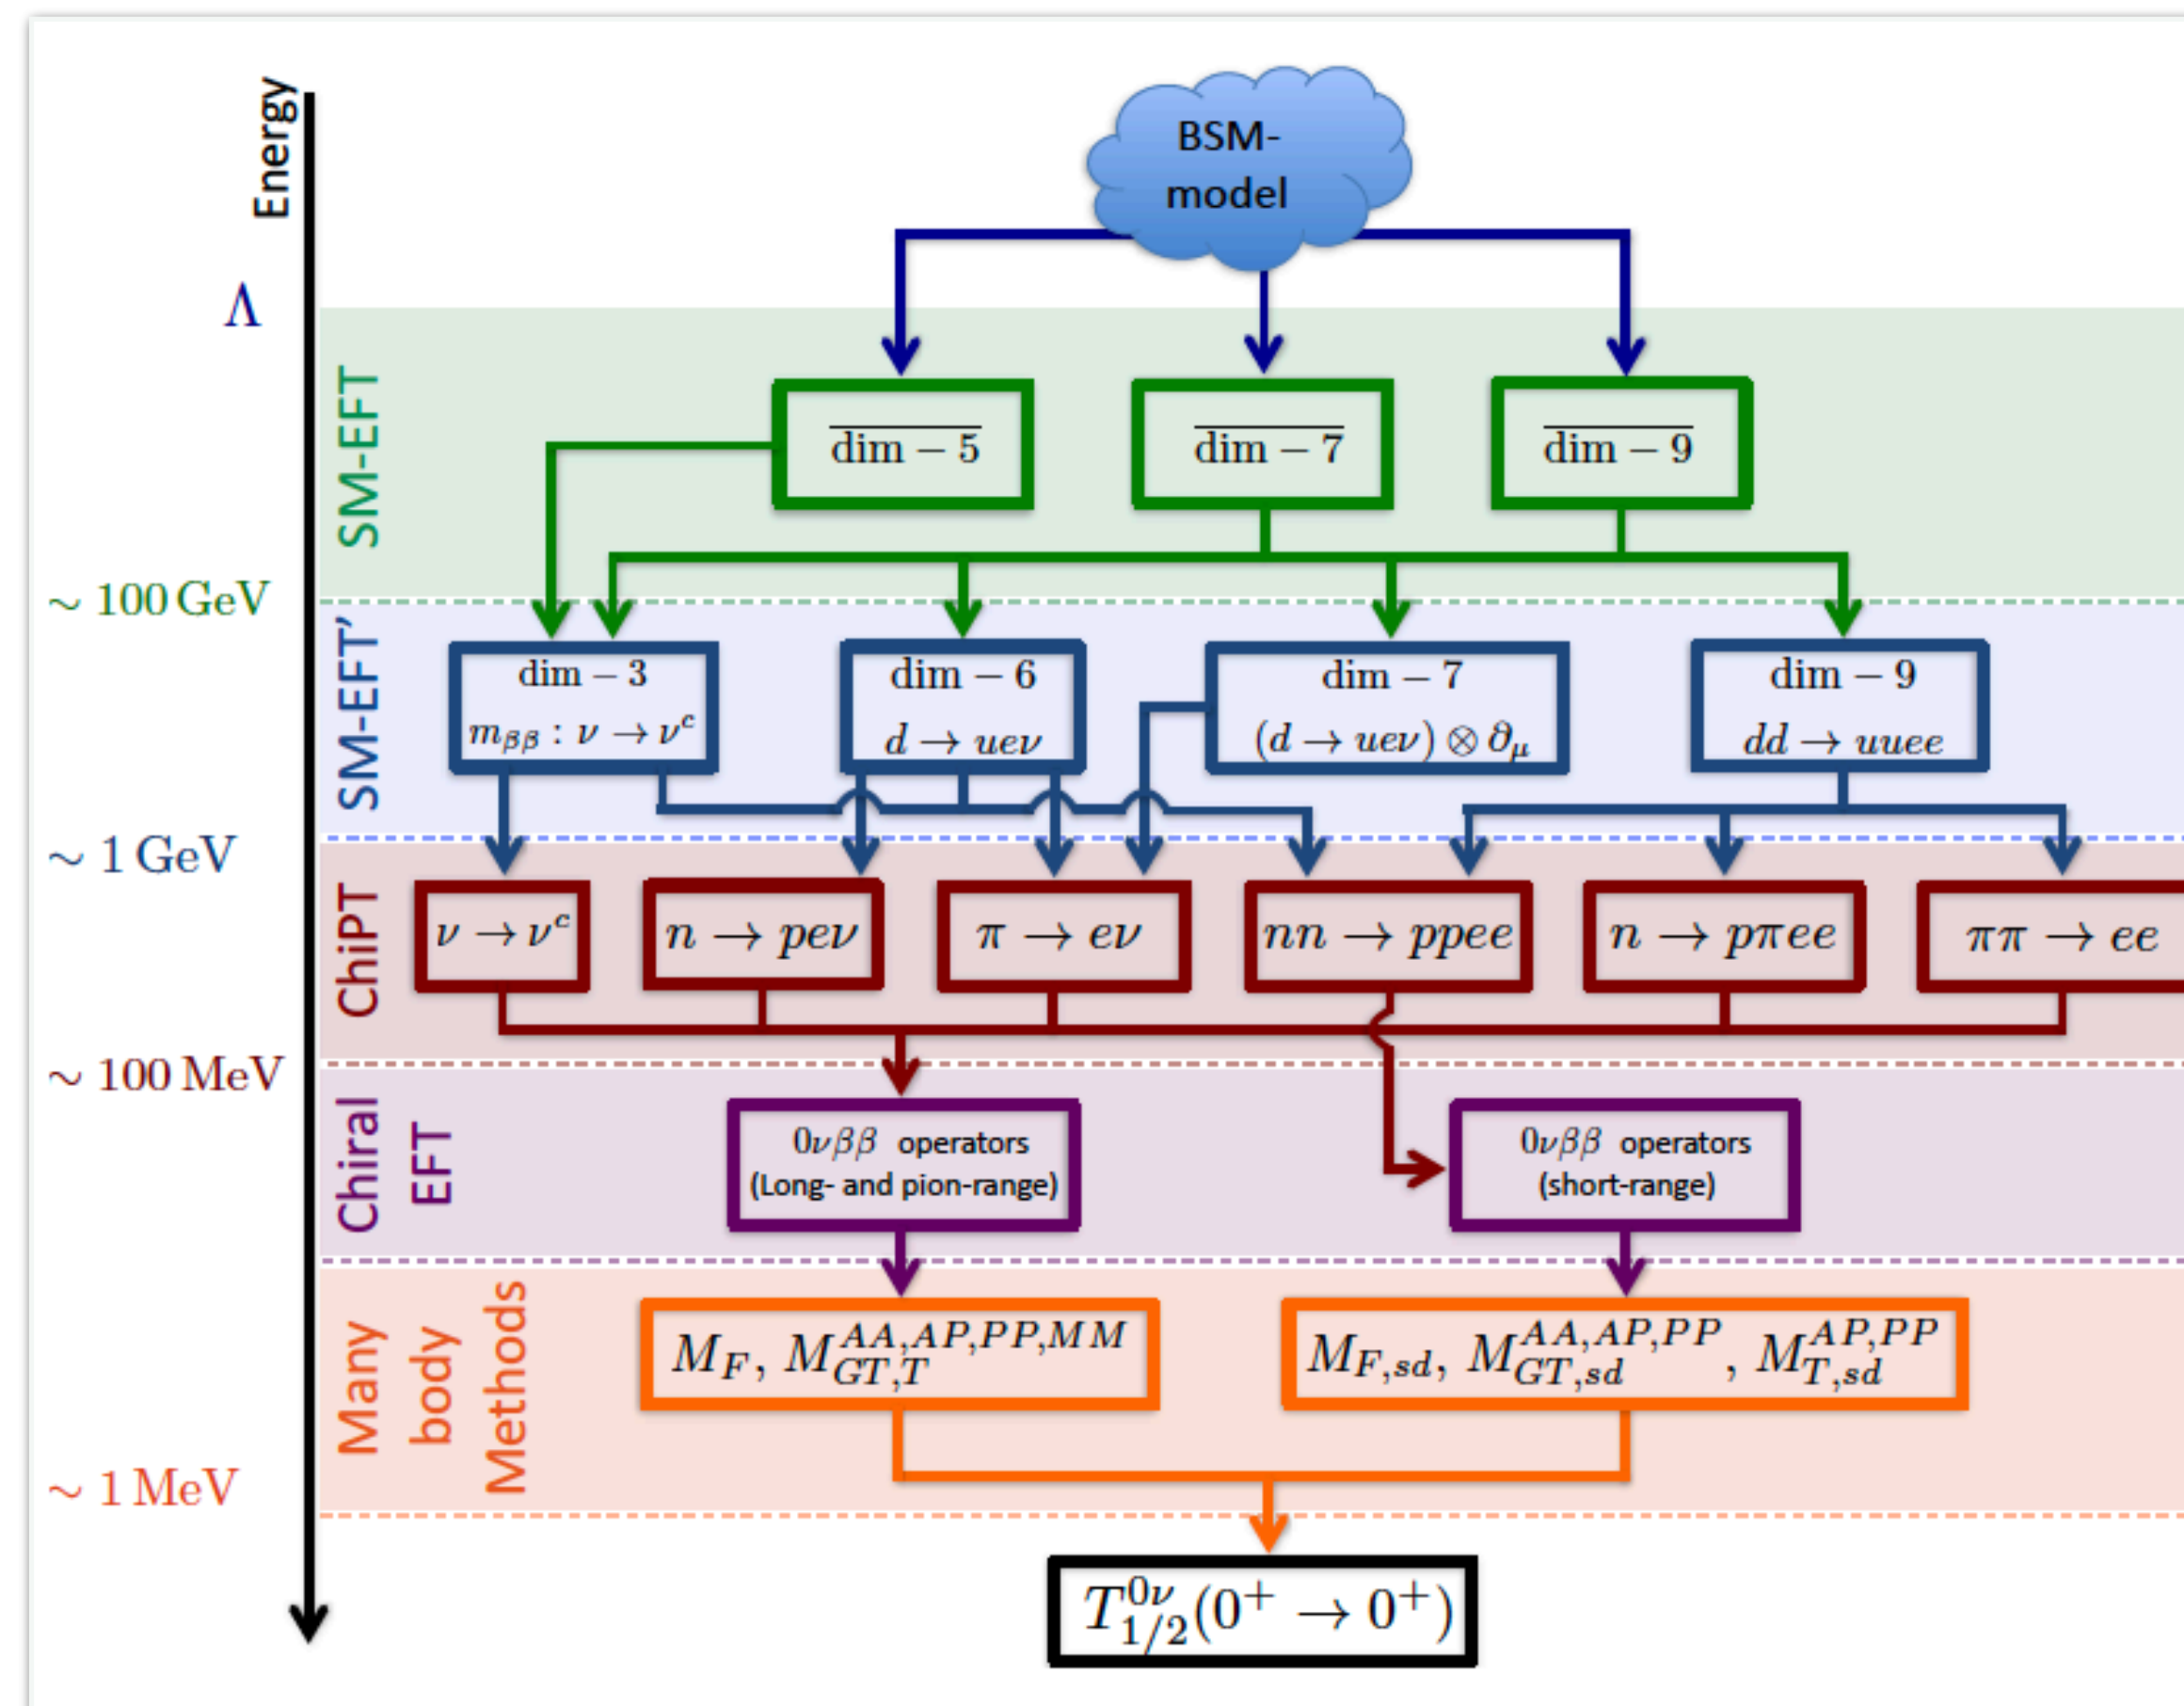 Energy
BSM-
model
Λ
SM-EFT
dim − 5
dim − 7
dim − 9
∼ 100 GeV
SM-EFT’
dim − 3
m_{ββ} : ν → ν^c
dim − 6
d → ueν
dim − 7
(d → ueν) ⊗ ∂_μ
dim − 9
dd → uuee
∼ 1 GeV
ChiPT
ν → ν^c
n → peν
π → eν
nn → ppee
n → pπee
ππ → ee
∼ 100 MeV
Chiral
EFT
0νββ operators
(Long- and pion-range)
0νββ operators
(short-range)
Many
body
Methods
M_F, M_{GT,T}^{AA,AP,PP,MM}
M_{F,sd}, M_{GT,sd}^{AA,AP,PP}, M_{T,sd}^{AP,PP}
∼ 1 MeV
T_{1/2}^{0ν}(0^+ → 0^+)